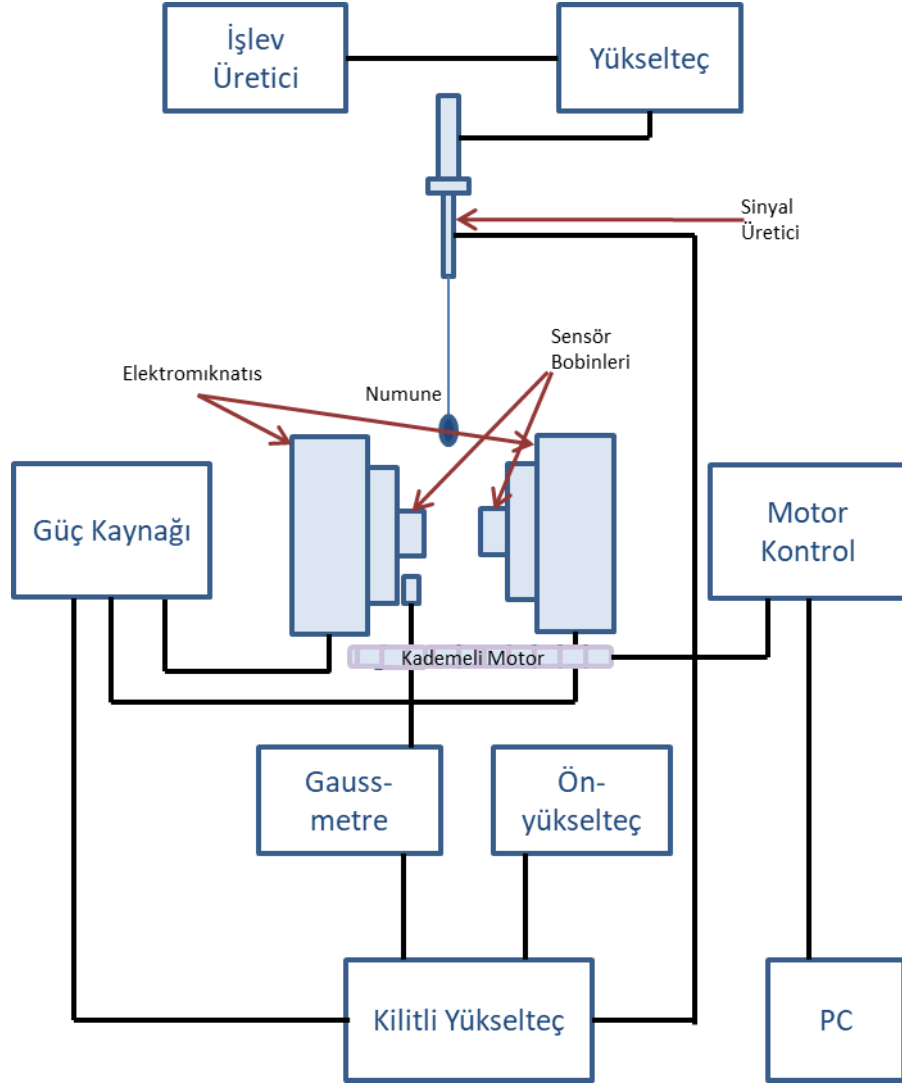 İşlev
Üretici
Yükselteç
Sinyal
Üretici
Sensör
Bobinleri
Elektromıknatıs
Numune
Güç Kaynağı
Motor
Kontrol
Kademeli Motor
Gauss-
metre
Ön-
yükselteç
Kilitli Yükselteç
PC